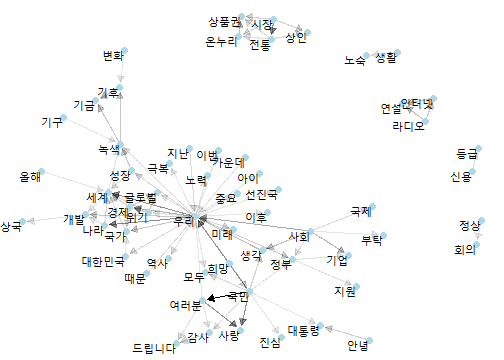 상품권
시장
온누리
전통
상인
변화
노숙
생활
기후
기금
연설
인터넷
기구
라디오
녹색
지난
이번
등급
극복
가운데
올해
성장
노력
아이
신용
세계
글로벌
중요
선진국
경제
위기
이후
국제
상국
개발
우리
나라
국가
미래
사회
부탁
정상
회의
대한민국
역사
희망
생각
정부
기업
때문
모두
지원
여러분
국민
감사
사랑
진심
대통령
안녕
드립니다